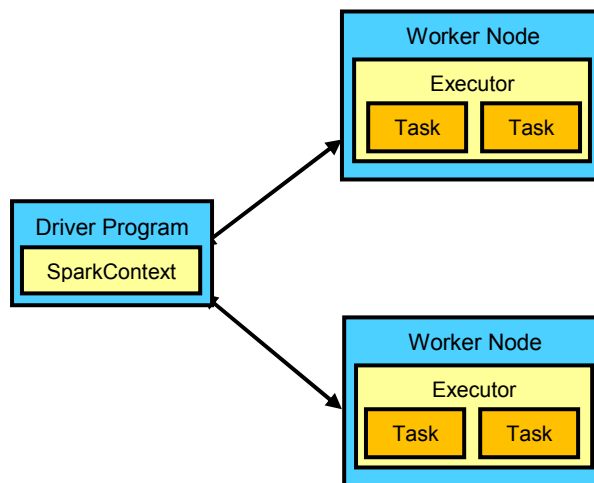 Worker Node
Executor
Task Task
Driver Program
SparkContext
Worker Node
Executor
Task Task